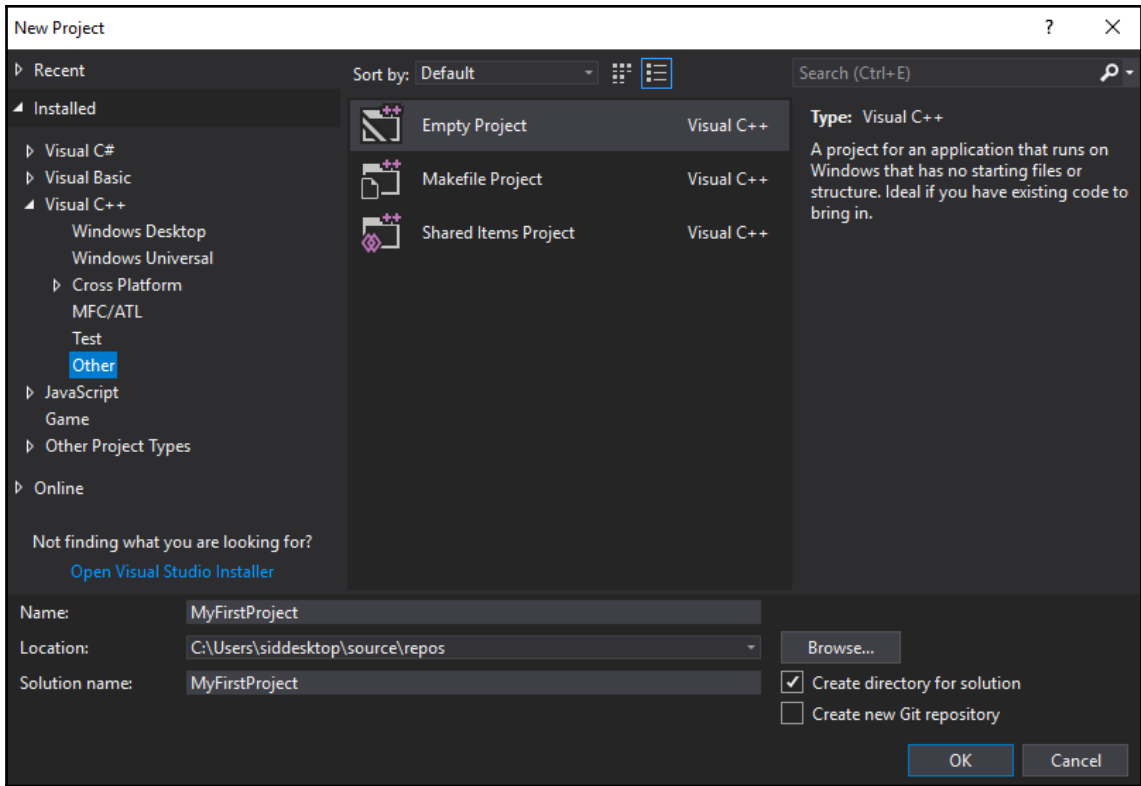 New Project
?
Recent
Installed
Visual C#
Visual Basic
Visual C++
Windows Desktop
Windows Universal
Cross Platform
MFC/ATL
Test
Other
JavaScript
Game
Other Project Types
Online
Not finding what you are looking for?
Open Visual Studio Installer
Sort by: Default
Empty Project Visual C++
Makefile Project Visual C++
Shared Items Project Visual C++
Search (Ctrl+E)
Type: Visual C++
A project for an application that runs on
Windows that has no starting files or
structure. Ideal if you have existing code to
bring in.
Name: MyFirstProject
Location: C:\Users\siddesktop\source\repos
Browse...
Solution name: MyFirstProject
Create directory for solution
Create new Git repository
OK Cancel